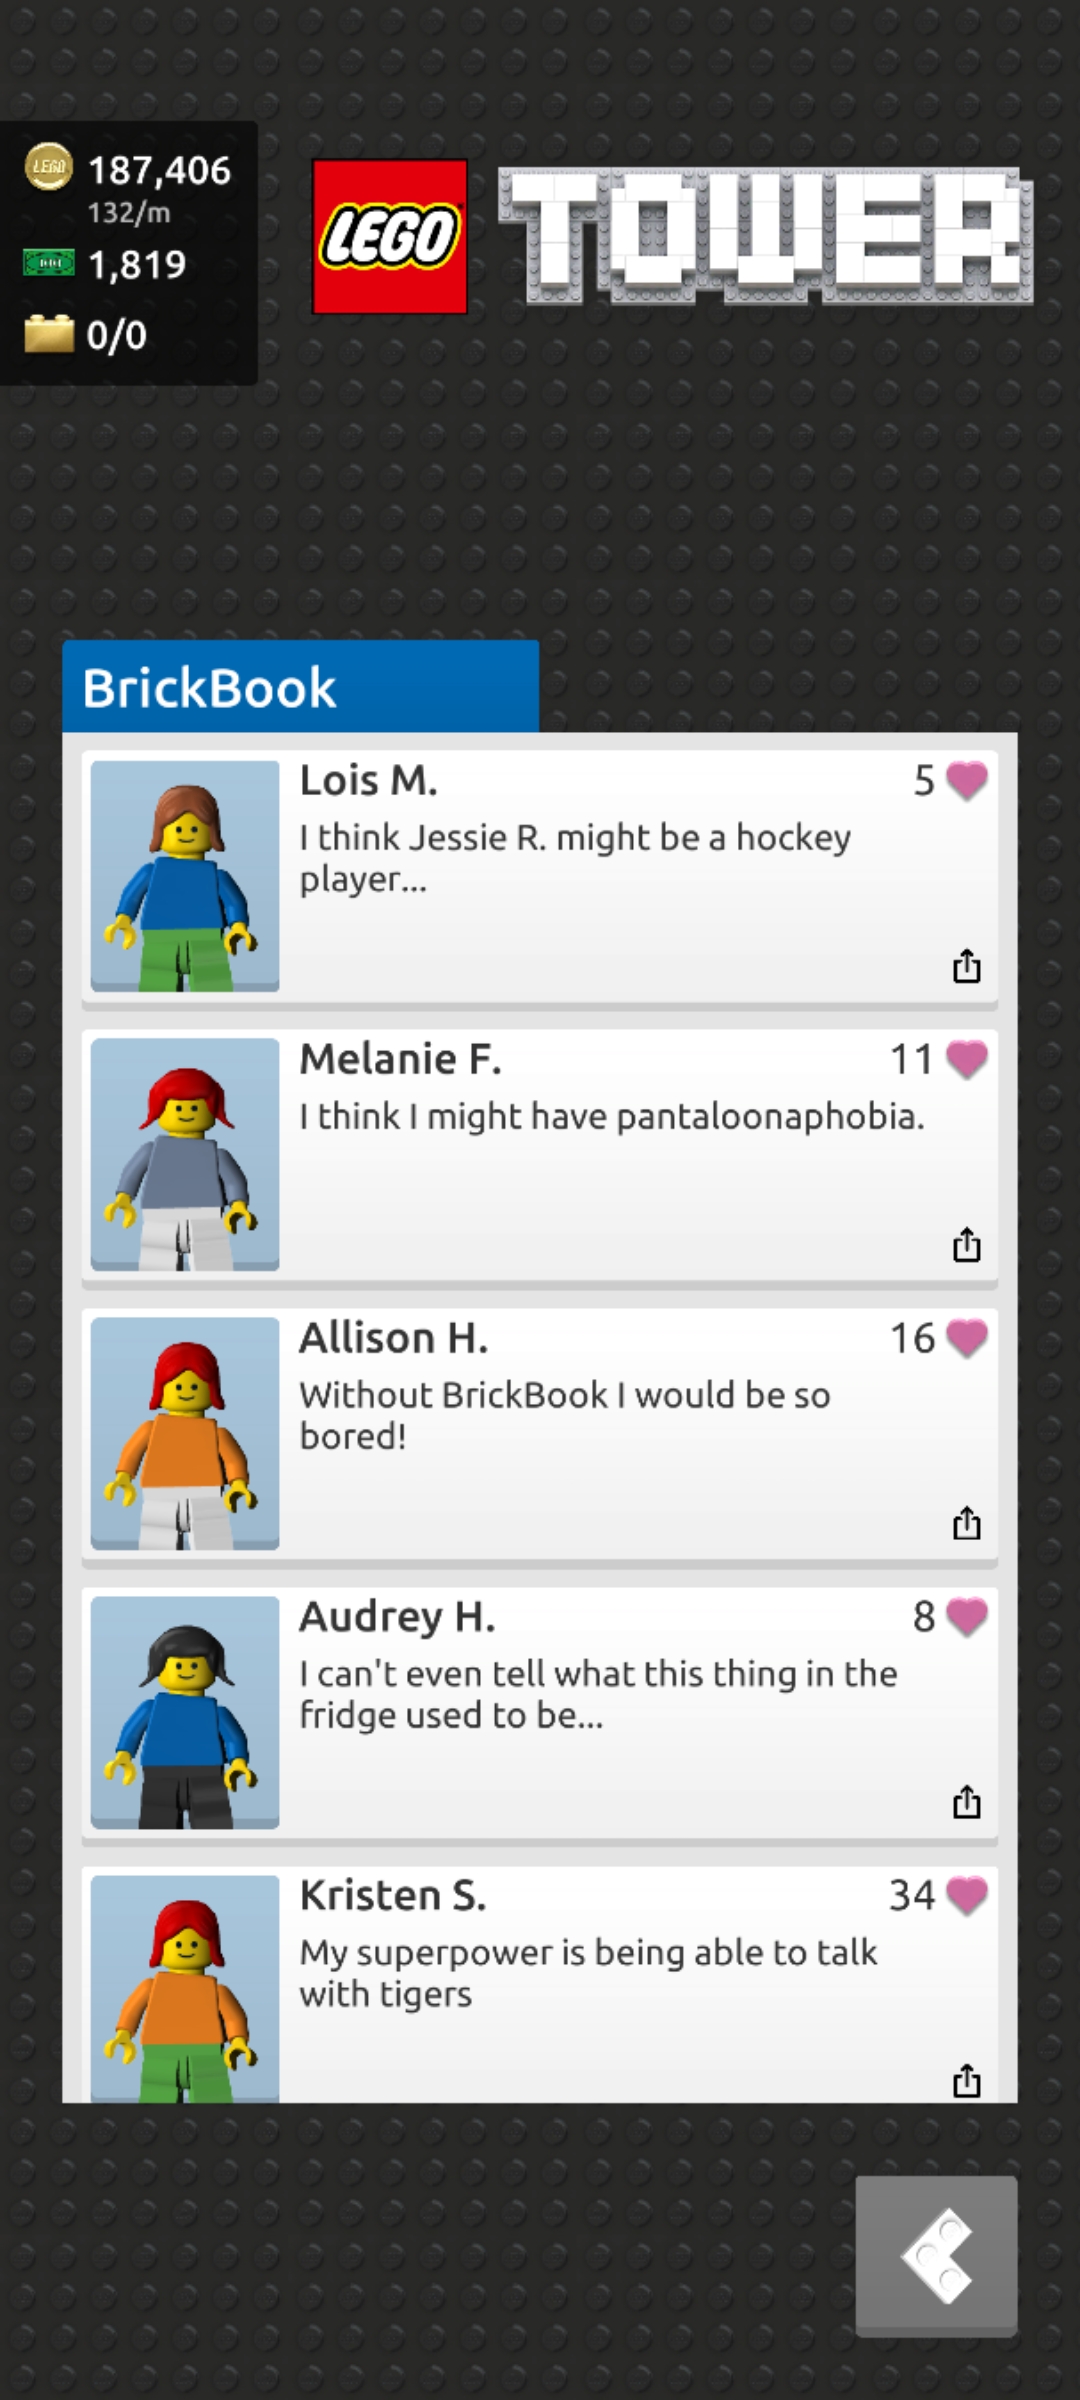 LEGO
187,406
132/m
1,819
0/0
LEGO
TOWER
BrickBook
Lois M.
5
I think Jessie R. might be a hockey
player...
Melanie F.
11
I think I might have pantaloonaphobia.
Allison H.
16
Without BrickBook I would be so
bored!
Audrey H.
8
I can't even tell what this thing in the
fridge used to be...
Kristen S.
34
My superpower is being able to talk
with tigers